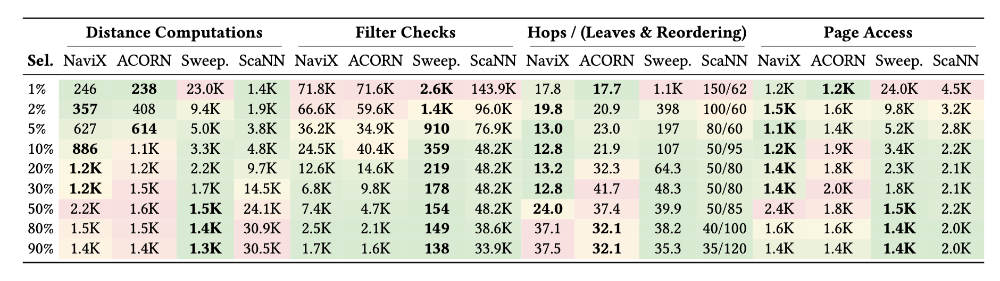 Distance Computations Filter Checks Hops / (Leaves & Reordering) Page Access
Sel. NaviX ACORN Sweep. ScaNN NaviX ACORN Sweep. ScaNN NaviX ACORN Sweep. ScaNN NaviX ACORN Sweep. ScaNN
1% 246 238 23.0K 1.4K 71.8K 71.6K 2.6K 143.9K 17.8 17.7 1.1K 150/62 1.2K 1.2K 24.0K 4.5K
2% 357 408 9.4K 1.9K 66.6K 59.6K 1.4K 96.0K 19.8 20.9 398 100/60 1.5K 1.6K 9.8K 3.2K
5% 627 614 5.0K 3.8K 36.2K 34.9K 910 76.9K 13.0 23.0 197 80/60 1.1K 1.4K 5.2K 2.8K
10% 886 1.1K 3.3K 4.8K 24.5K 40.4K 359 48.2K 12.8 21.9 107 50/95 1.2K 1.9K 3.4K 2.2K
20% 1.2K 1.2K 2.2K 9.7K 12.6K 14.6K 219 48.2K 13.2 32.3 64.3 50/80 1.4K 1.8K 2.3K 2.1K
30% 1.2K 1.5K 1.7K 14.5K 6.8K 9.8K 178 48.2K 12.8 41.7 48.3 50/80 1.4K 2.0K 1.8K 2.1K
50% 2.2K 1.6K 1.5K 24.1K 7.4K 4.7K 154 48.2K 24.0 37.4 39.9 50/85 2.4K 1.8K 1.5K 2.2K
80% 1.5K 1.5K 1.4K 30.9K 2.5K 2.1K 149 38.6K 37.1 32.1 38.2 40/100 1.6K 1.6K 1.4K 2.0K
90% 1.4K 1.4K 1.3K 30.5K 1.7K 1.6K 138 33.9K 37.5 32.1 35.3 35/120 1.4K 1.4K 1.4K 2.0K